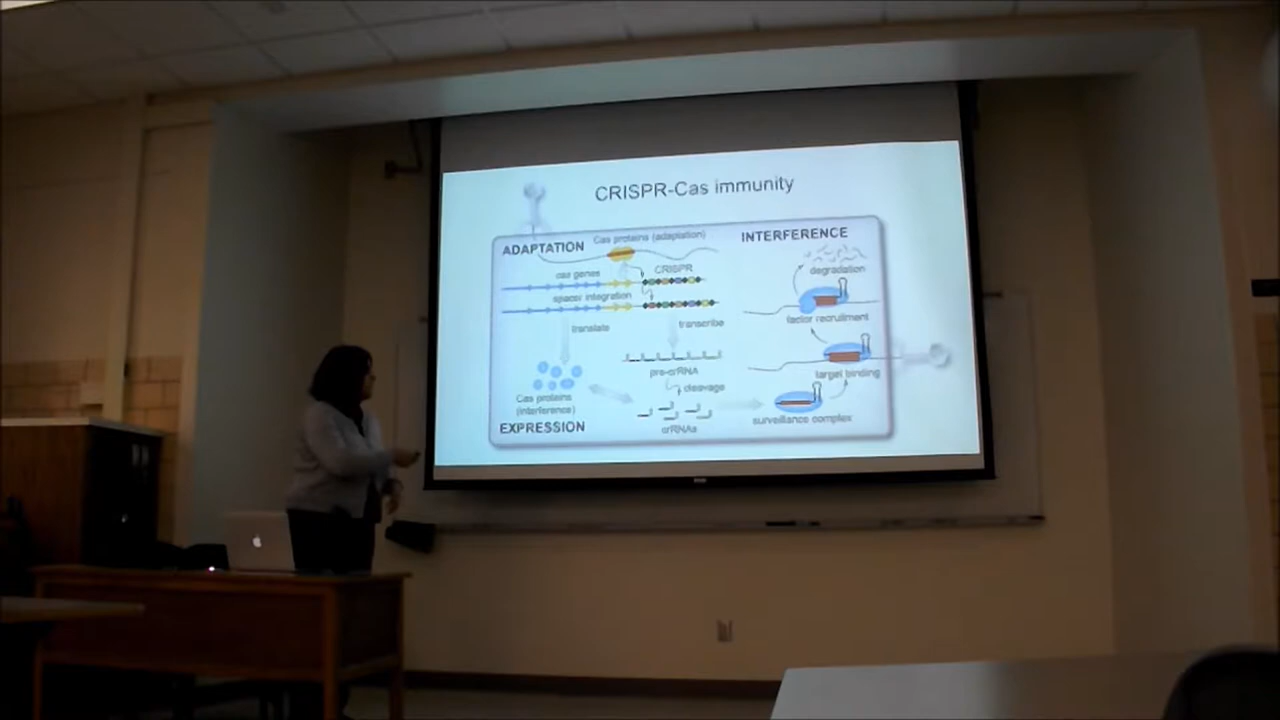 CRISPR-Cas immunity
ADAPTATION
Cas proteins (adaptation)
cas genes
CRISPR
spacer integration
translate
transcribe
pre-crRNA
cleavage
Cas proteins
(interference)
crRNAs
EXPRESSION
INTERFERENCE
degradation
factor recruitment
target binding
surveillance complex